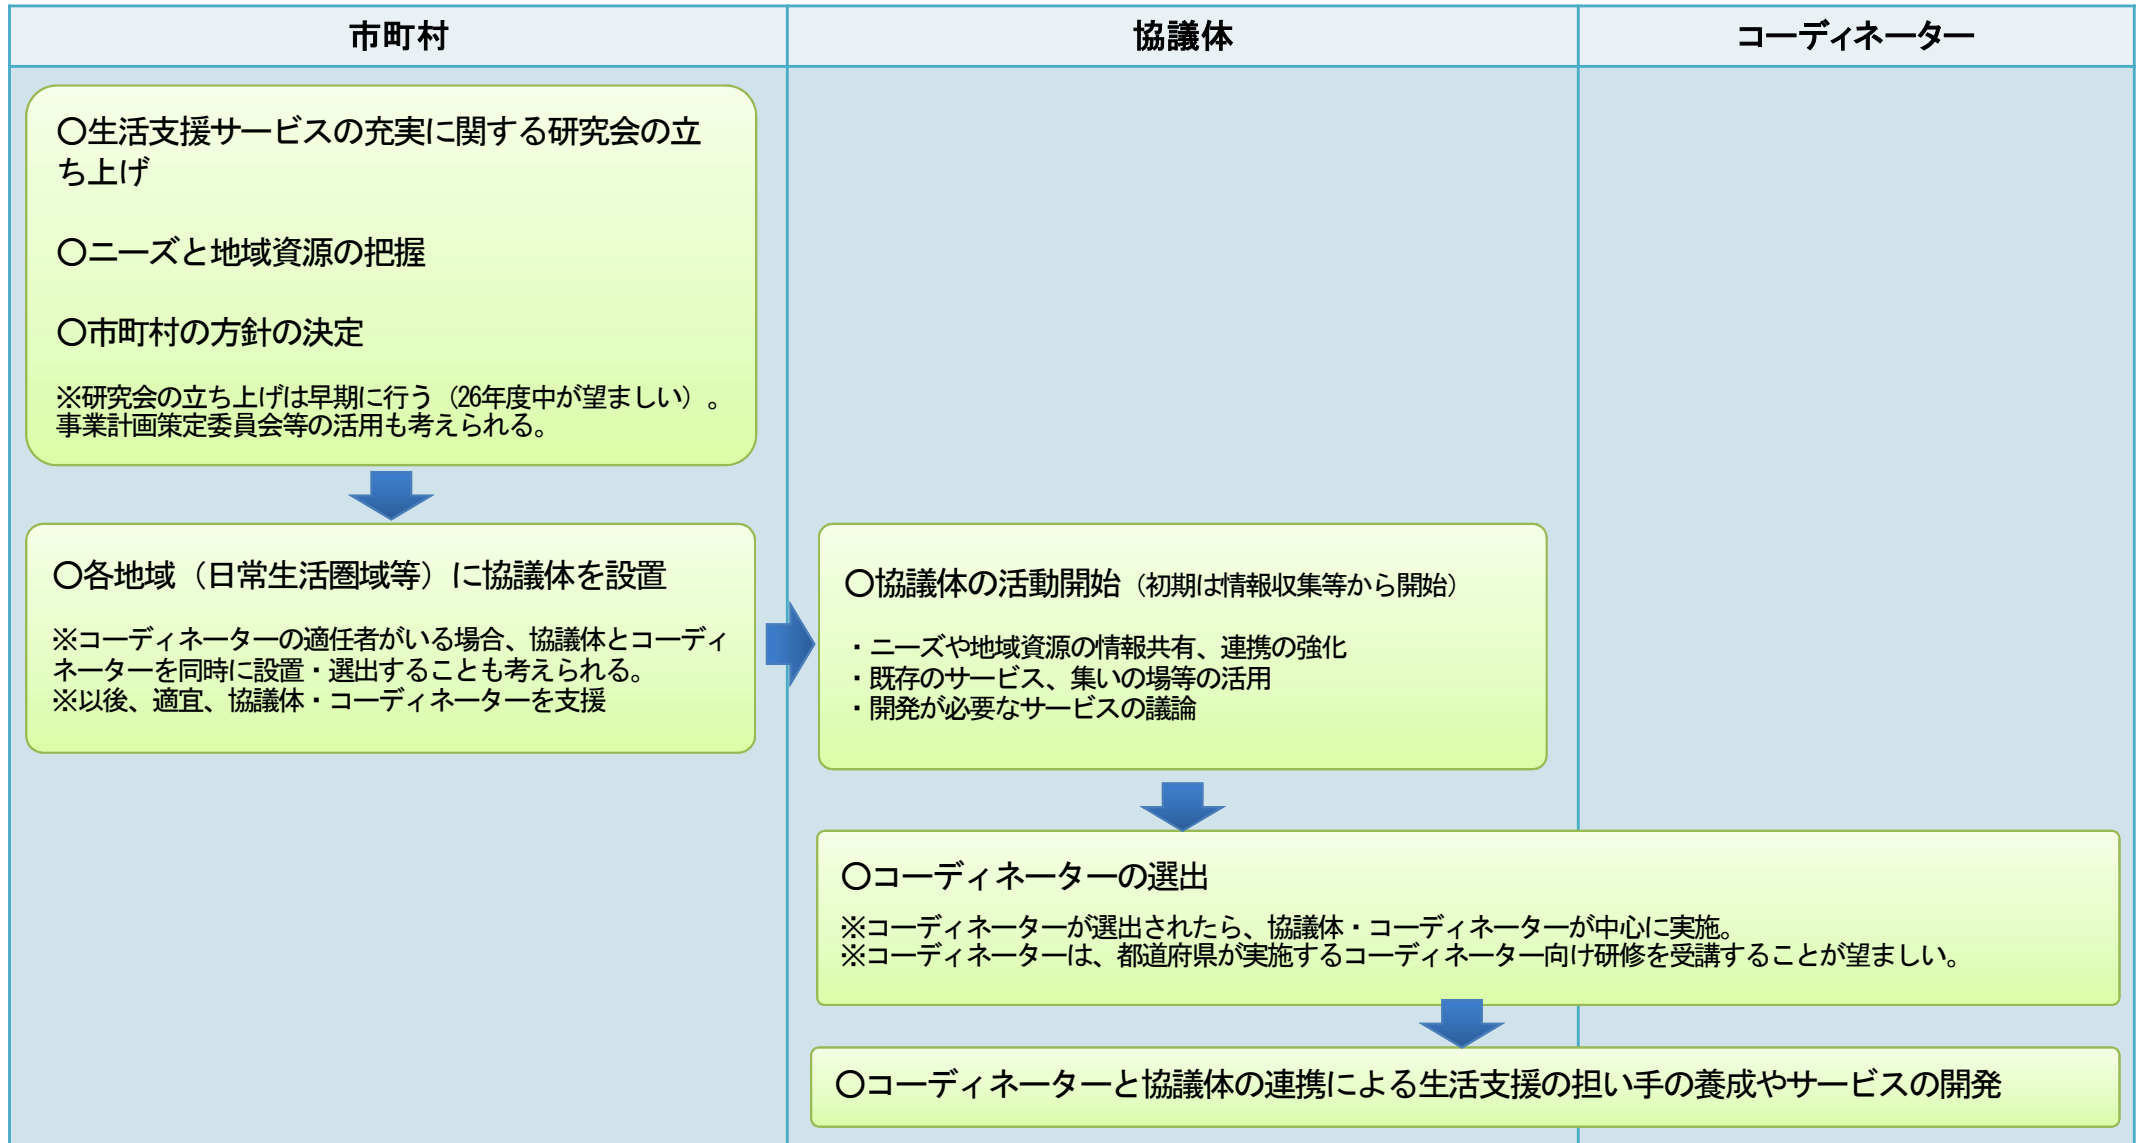 市町村
協議体
コーディネーター
〇生活支援サービスの充実に関する研究会の立
ち上げ
〇ニーズと地域資源の把握
〇市町村の方針の決定
※研究会の立ち上げは早期に行う（26年度中が望ましい）。
事業計画策定委員会等の活用も考えられる。
〇各地域（日常生活圏域等）に協議体を設置
※コーディネーターの適任者がいる場合、協議体とコーディ
ネーターを同時に設置・選出することも考えられる。
※以後、適宜、協議体・コーディネーターを支援
〇協議体の活動開始（初期は情報収集等から開始）
・ニーズや地域資源の情報共有、連携の強化
・既存のサービス、集いの場等の活用
・開発が必要なサービスの議論
〇コーディネーターの選出
※コーディネーターが選出されたら、協議体・コーディネーターが中心に実施。
※コーディネーターは、都道府県が実施するコーディネーター向け研修を受講することが望ましい。
〇コーディネーターと協議体の連携による生活支援の担い手の養成やサービスの開発